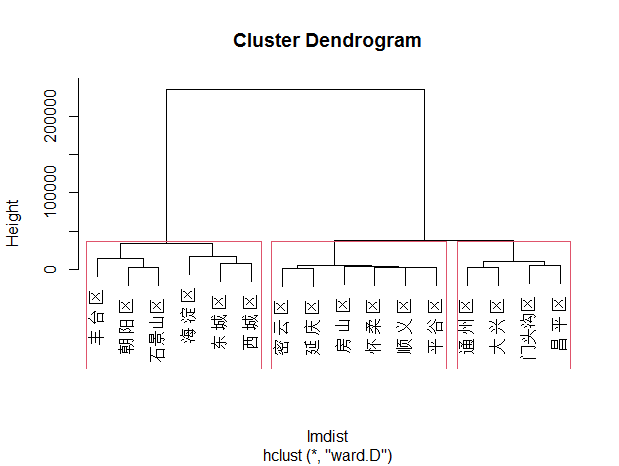 Cluster Dendrogram
Height
0
100000
200000
丰台区
朝阳区
石景山区
海淀区
东城区
西城区
密云区
延庆区
房山区
怀柔区
顺义区
平谷区
通州区
大兴区
门头沟区
昌平区
lmdist
hclust (*, "ward.D")